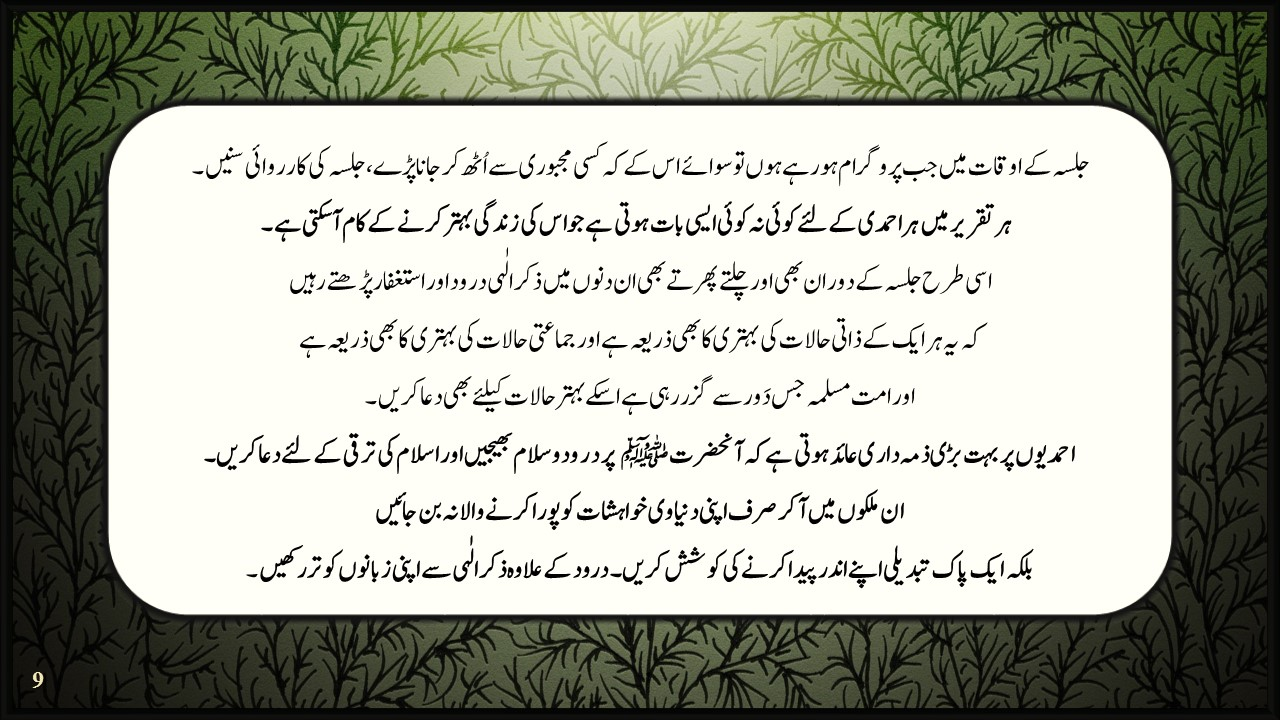 جلسہ کے اوقات میں جب پروگرام ہورہے ہوں تو سوائے اس کے کہ کسی مجبوری سے اُٹھ کر جانا پڑے، جلسہ کی کارروائی سنیں۔
ہر تقریر میں ہر احمدی کے لئے کوئی نہ کوئی ایسی بات ہوتی ہے جو اس کی زندگی بہتر کرنے کے کام آسکتی ہے۔
اسی طرح جلسہ کے دوران بھی اور چلتے پھرتے بھی ان دنوں میں ذکر الٰہی درود اور استغفار پڑھتے رہیں
کہ یہ ہر ایک کے ذاتی حالات کی بہتری کا بھی ذریعہ ہے اور جماعتی حالات کی بہتری کا بھی ذریعہ ہے
اور امت مسلمہ جس دَور سے گزر رہی ہے اسکے بہتر حالات کیلئے بھی دعا کریں۔
احمدیوں پر بہت بڑی ذمہ داری عائد ہوتی ہے کہ آنحضرت ﷺ پر درود و سلام بھیجیں اور اسلام کی ترقی کے لئے دعا کریں۔
ان ملکوں میں آکر صرف اپنی دنیاوی خواہشات کو پورا کرنے والا نہ بن جائیں
بلکہ ایک پاک تبدیلی اپنے اندر پیدا کرنے کی کوشش کریں۔ درود کے علاوہ ذکر الٰہی سے اپنی زبانوں کو تر رکھیں۔
9